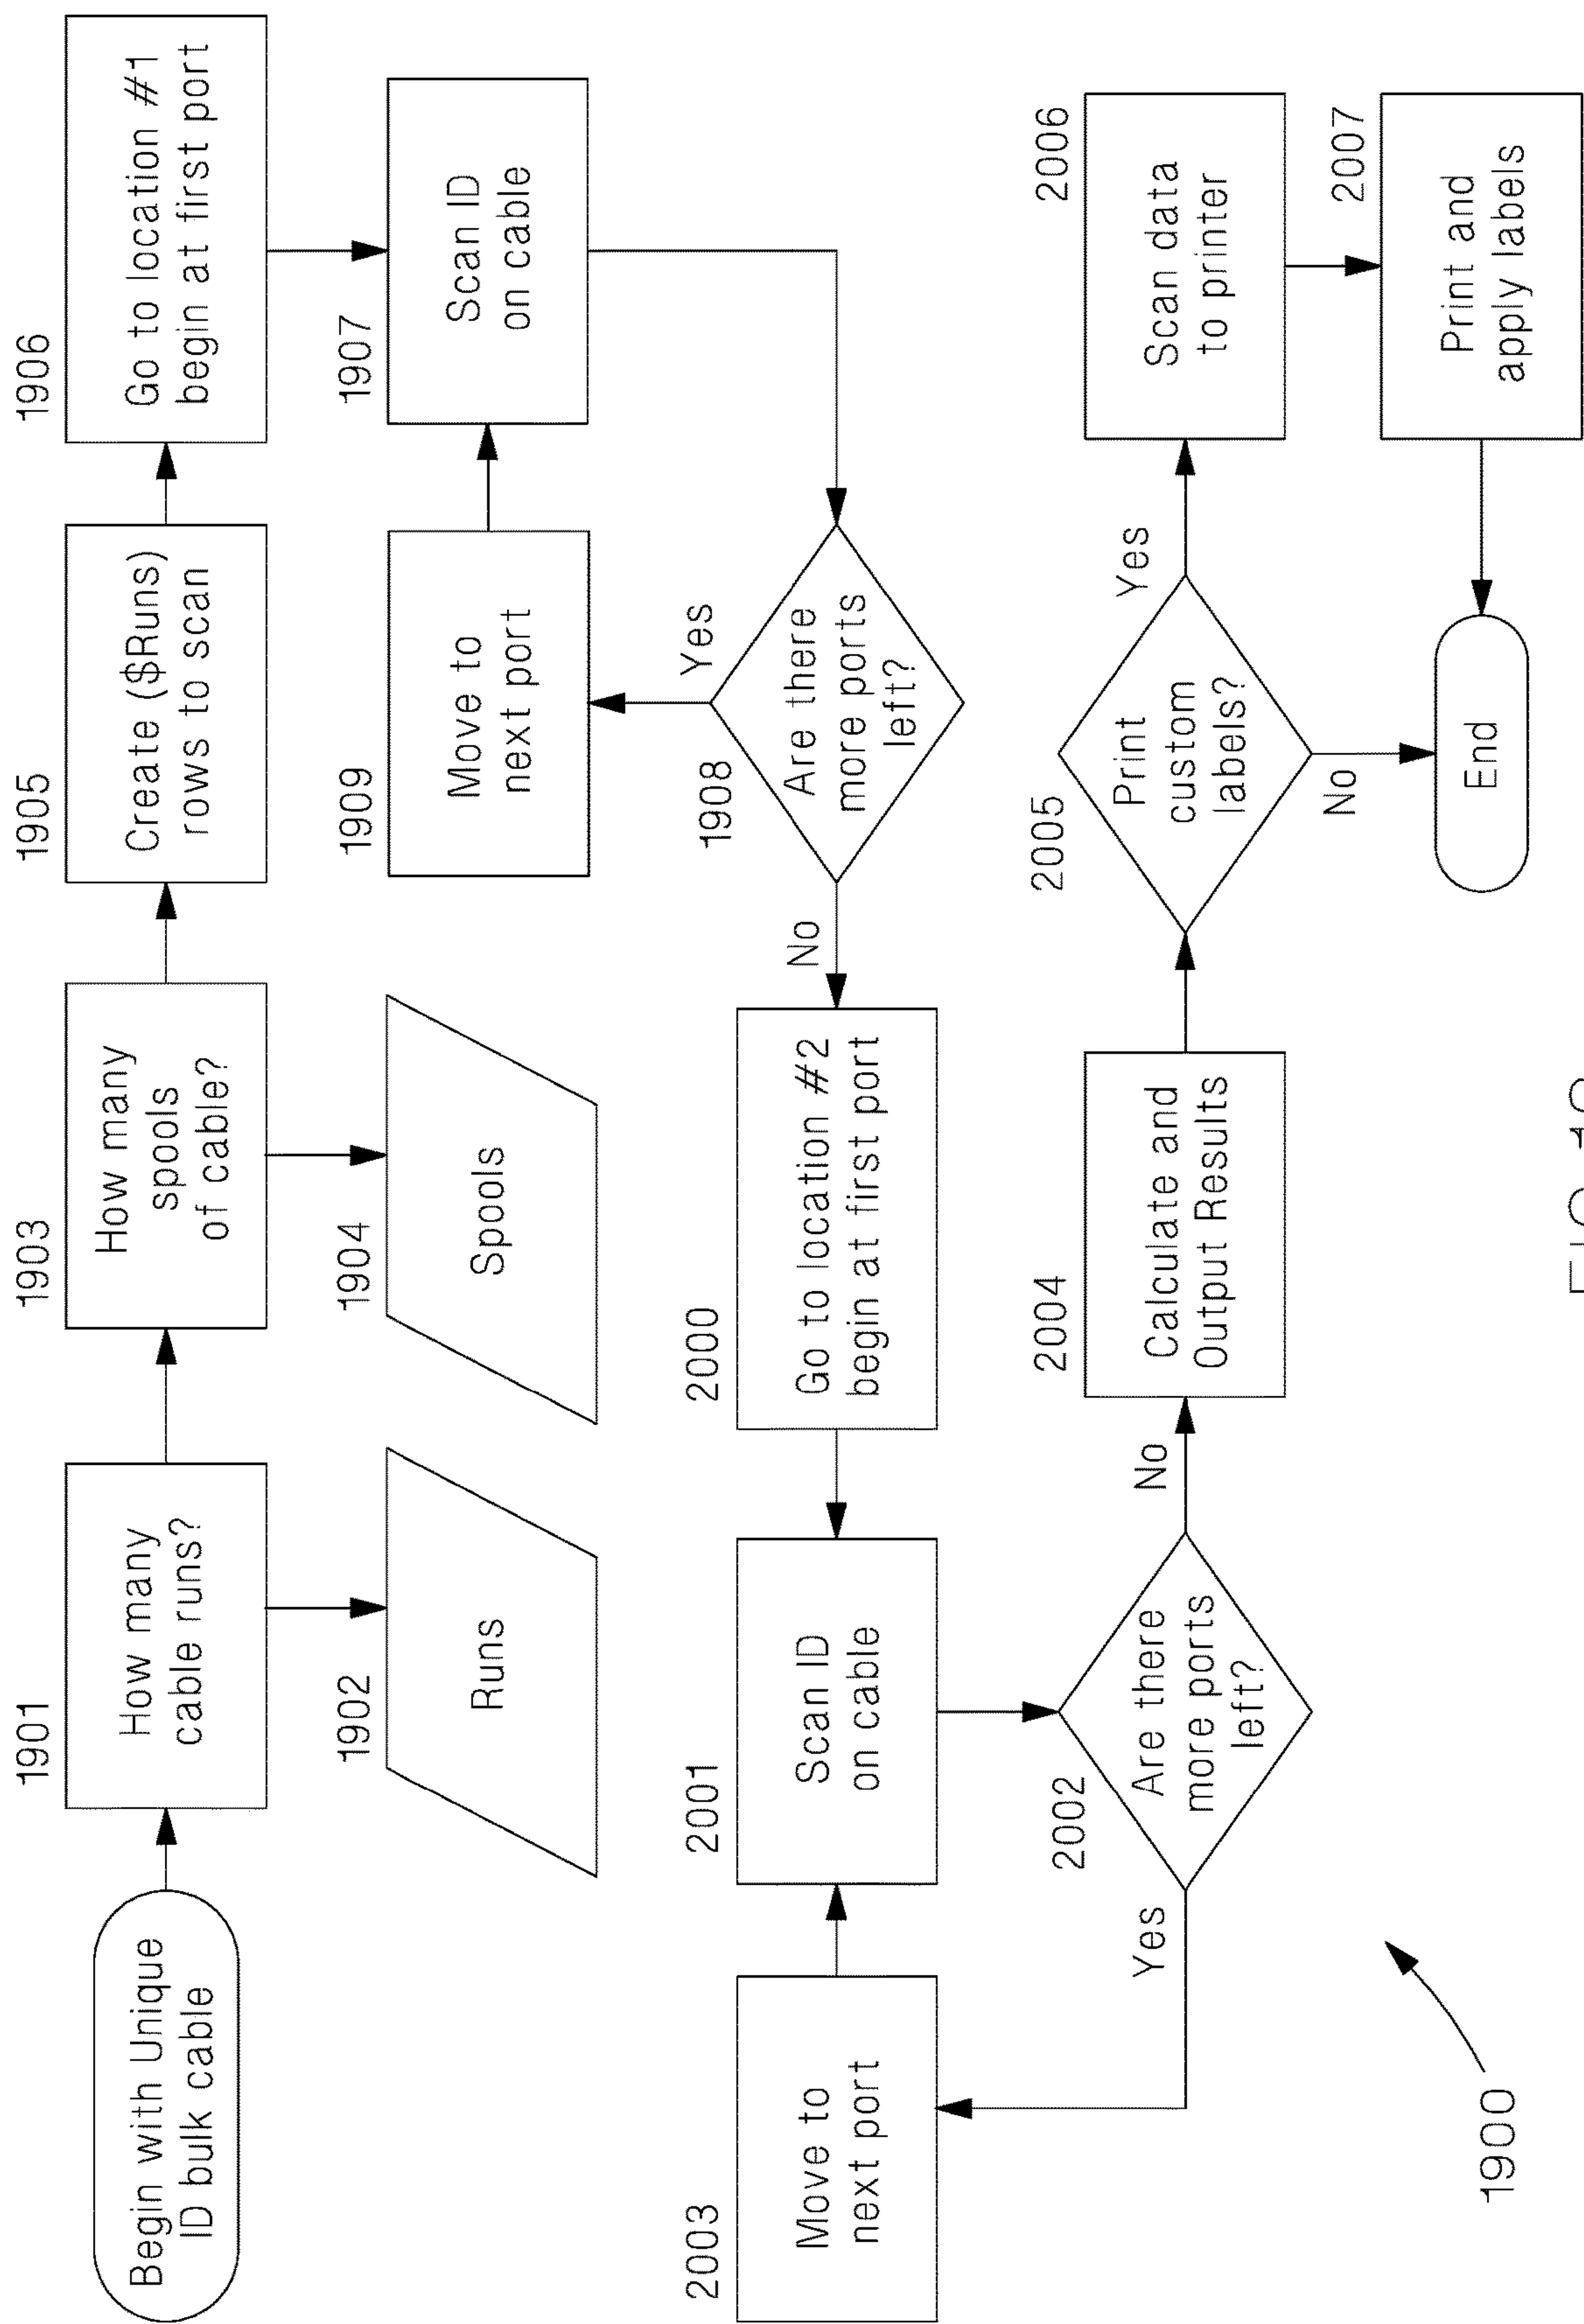 Begin with Unique
ID bulk cable
1901
How many
cable runs?
1902
Runs
1903
How many
spools
of cable?
1904
Spools
1905
Create ($Runs)
rows to scan
1906
Go to location #1
begin at first port
1907
Scan ID
on cable
1909
Move to
next port
1908
Are there
more ports
left?
Yes
No
2000
Go to location #2
begin at first port
2001
Scan ID
on cable
2003
Move to
next port
2002
Are there
more ports
left?
Yes
No
2004
Calculate and
Output Results
2005
Print
custom
labels?
Yes
No
2006
Scan data
to printer
2007
Print and
apply labels
End
1900